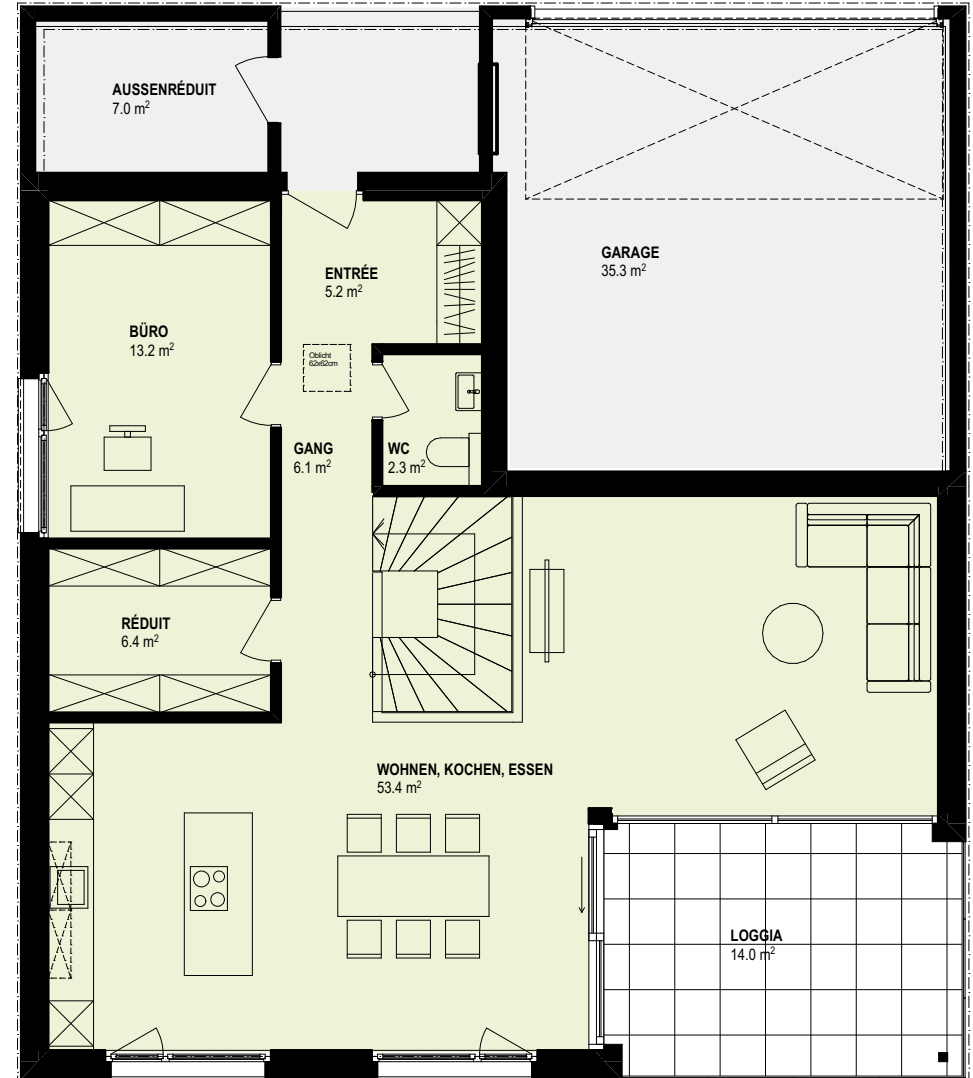 AUSSENRÉDUIT
7.0 m²
GARAGE
35.3 m²
ENTRÉE
5.2 m²
BÜRO
13.2 m²
Oblicht
62x62cm
GANG
6.1 m²
WC
2.3 m²
RÉDUIT
6.4 m²
WOHNEN, KOCHEN, ESSEN
53.4 m²
LOGGIA
14.0 m²